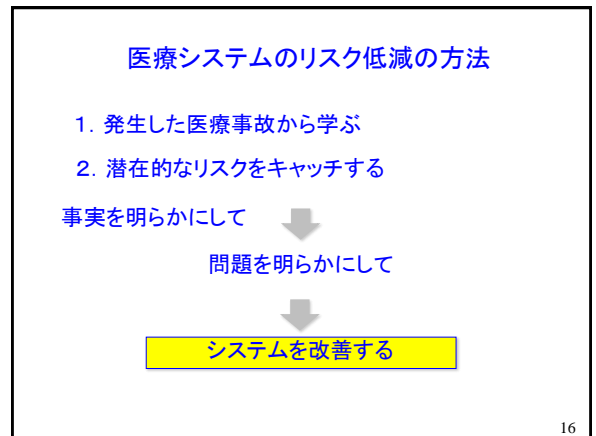 医療システムのリスク低減の方法
１．発生した医療事故から学ぶ
２．潜在的なリスクをキャッチする
事実を明らかにして
問題を明らかにして
システムを改善する
16